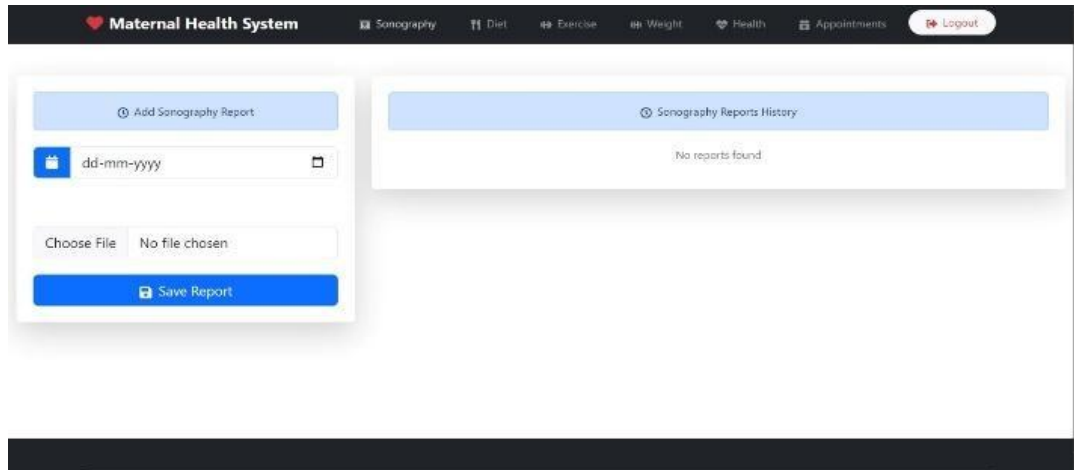 Maternal Health System Sonography Diet Exercise Weight Health Appointments Logout
Add Sonography Report
dd-mm-yyyy
Choose File No file chosen
Save Report
Sonography Reports History
No reports found